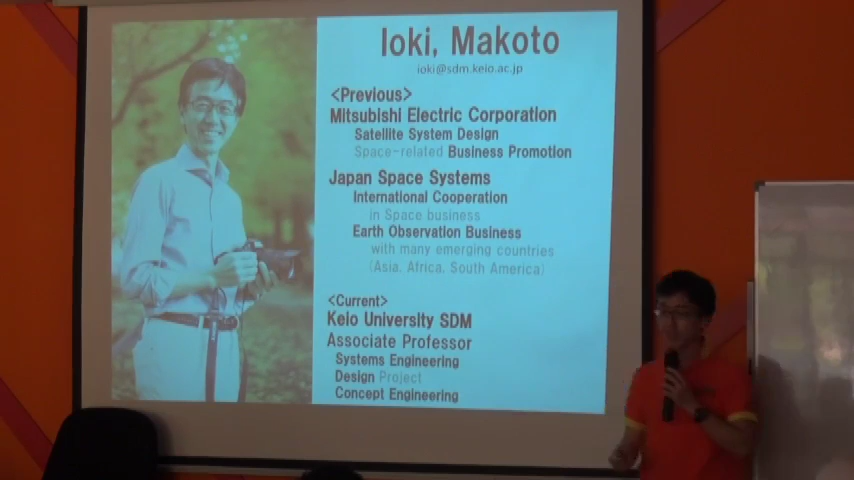 Ioki, Makoto
ioki@sdm.keio.ac.jp
<Previous>
Mitsubishi Electric Corporation
Satellite System Design
Space-related Business Promotion
Japan Space Systems
International Cooperation
in Space business
Earth Observation Business
with many emerging countries
(Asia, Africa, South America)
<Current>
Keio University SDM
Associate Professor
Systems Engineering
Design Project
Concept Engineering